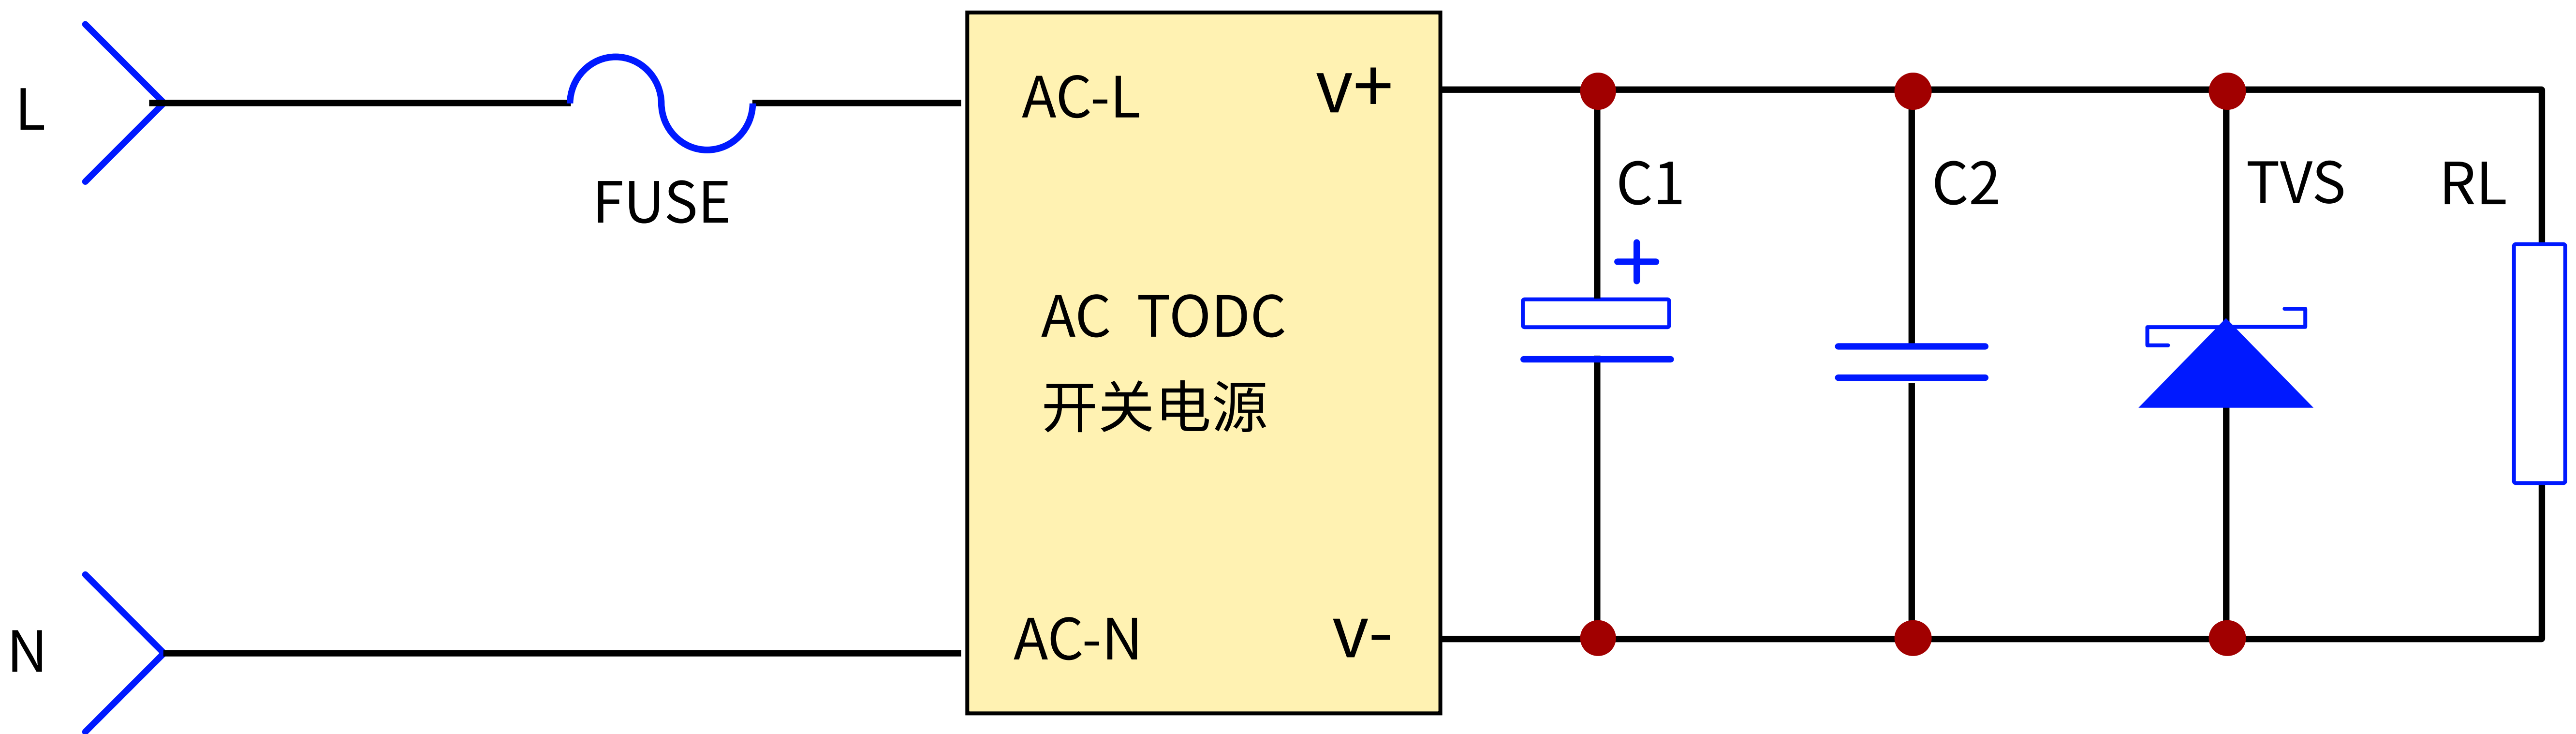 L
FUSE
AC-L
V+
AC TODC
开关电源
AC-N
V-
N
C1
+
C2
TVS
RL